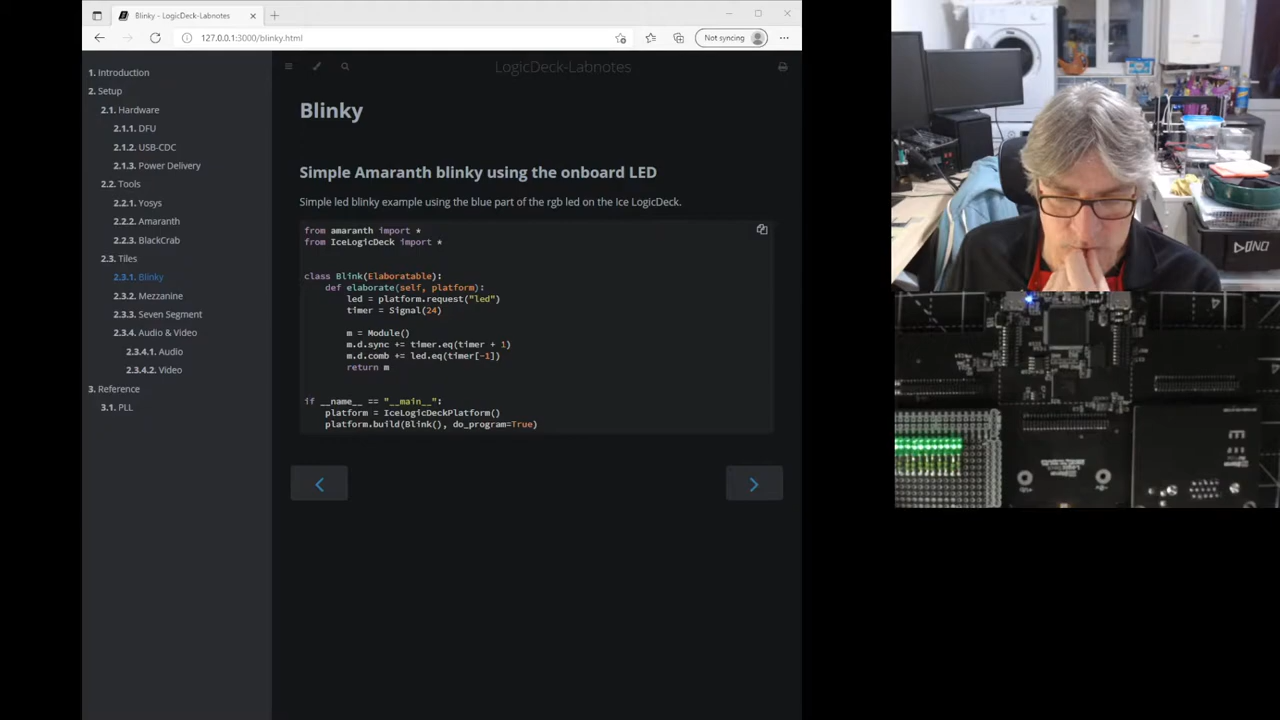 Blinky - LogicDeck-Labnotes
127.0.0.1:3000/blinky.html
Not syncing
1. Introduction
2. Setup
2.1. Hardware
2.1.1. DFU
2.1.2. USB-CDC
2.1.3. Power Delivery
2.2. Tools
2.2.1. Yosys
2.2.2. Amaranth
2.2.3. BlackCrab
2.3. Tiles
2.3.1. Blinky
2.3.2. Mezzanine
2.3.3. Seven Segment
2.3.4. Audio & Video
2.3.4.1. Audio
2.3.4.2. Video
3. Reference
3.1. PLL
LogicDeck-Labnotes
Blinky
Simple Amaranth blinky using the onboard LED
Simple led blinky example using the blue part of the rgb led on the Ice LogicDeck.
from amaranth import *
from IceLogicDeck import *
class Blink(Elaboratable):
    def elaborate(self, platform):
        led = platform.request("led")
        timer = Signal(24)
        m = Module()
        m.d.sync += timer.eq(timer + 1)
        m.d.comb += led.eq(timer[-1])
        return m
if __name__ == "__main__":
    platform = IceLogicDeckPlatform()
    platform.build(Blink(), do_program=True)